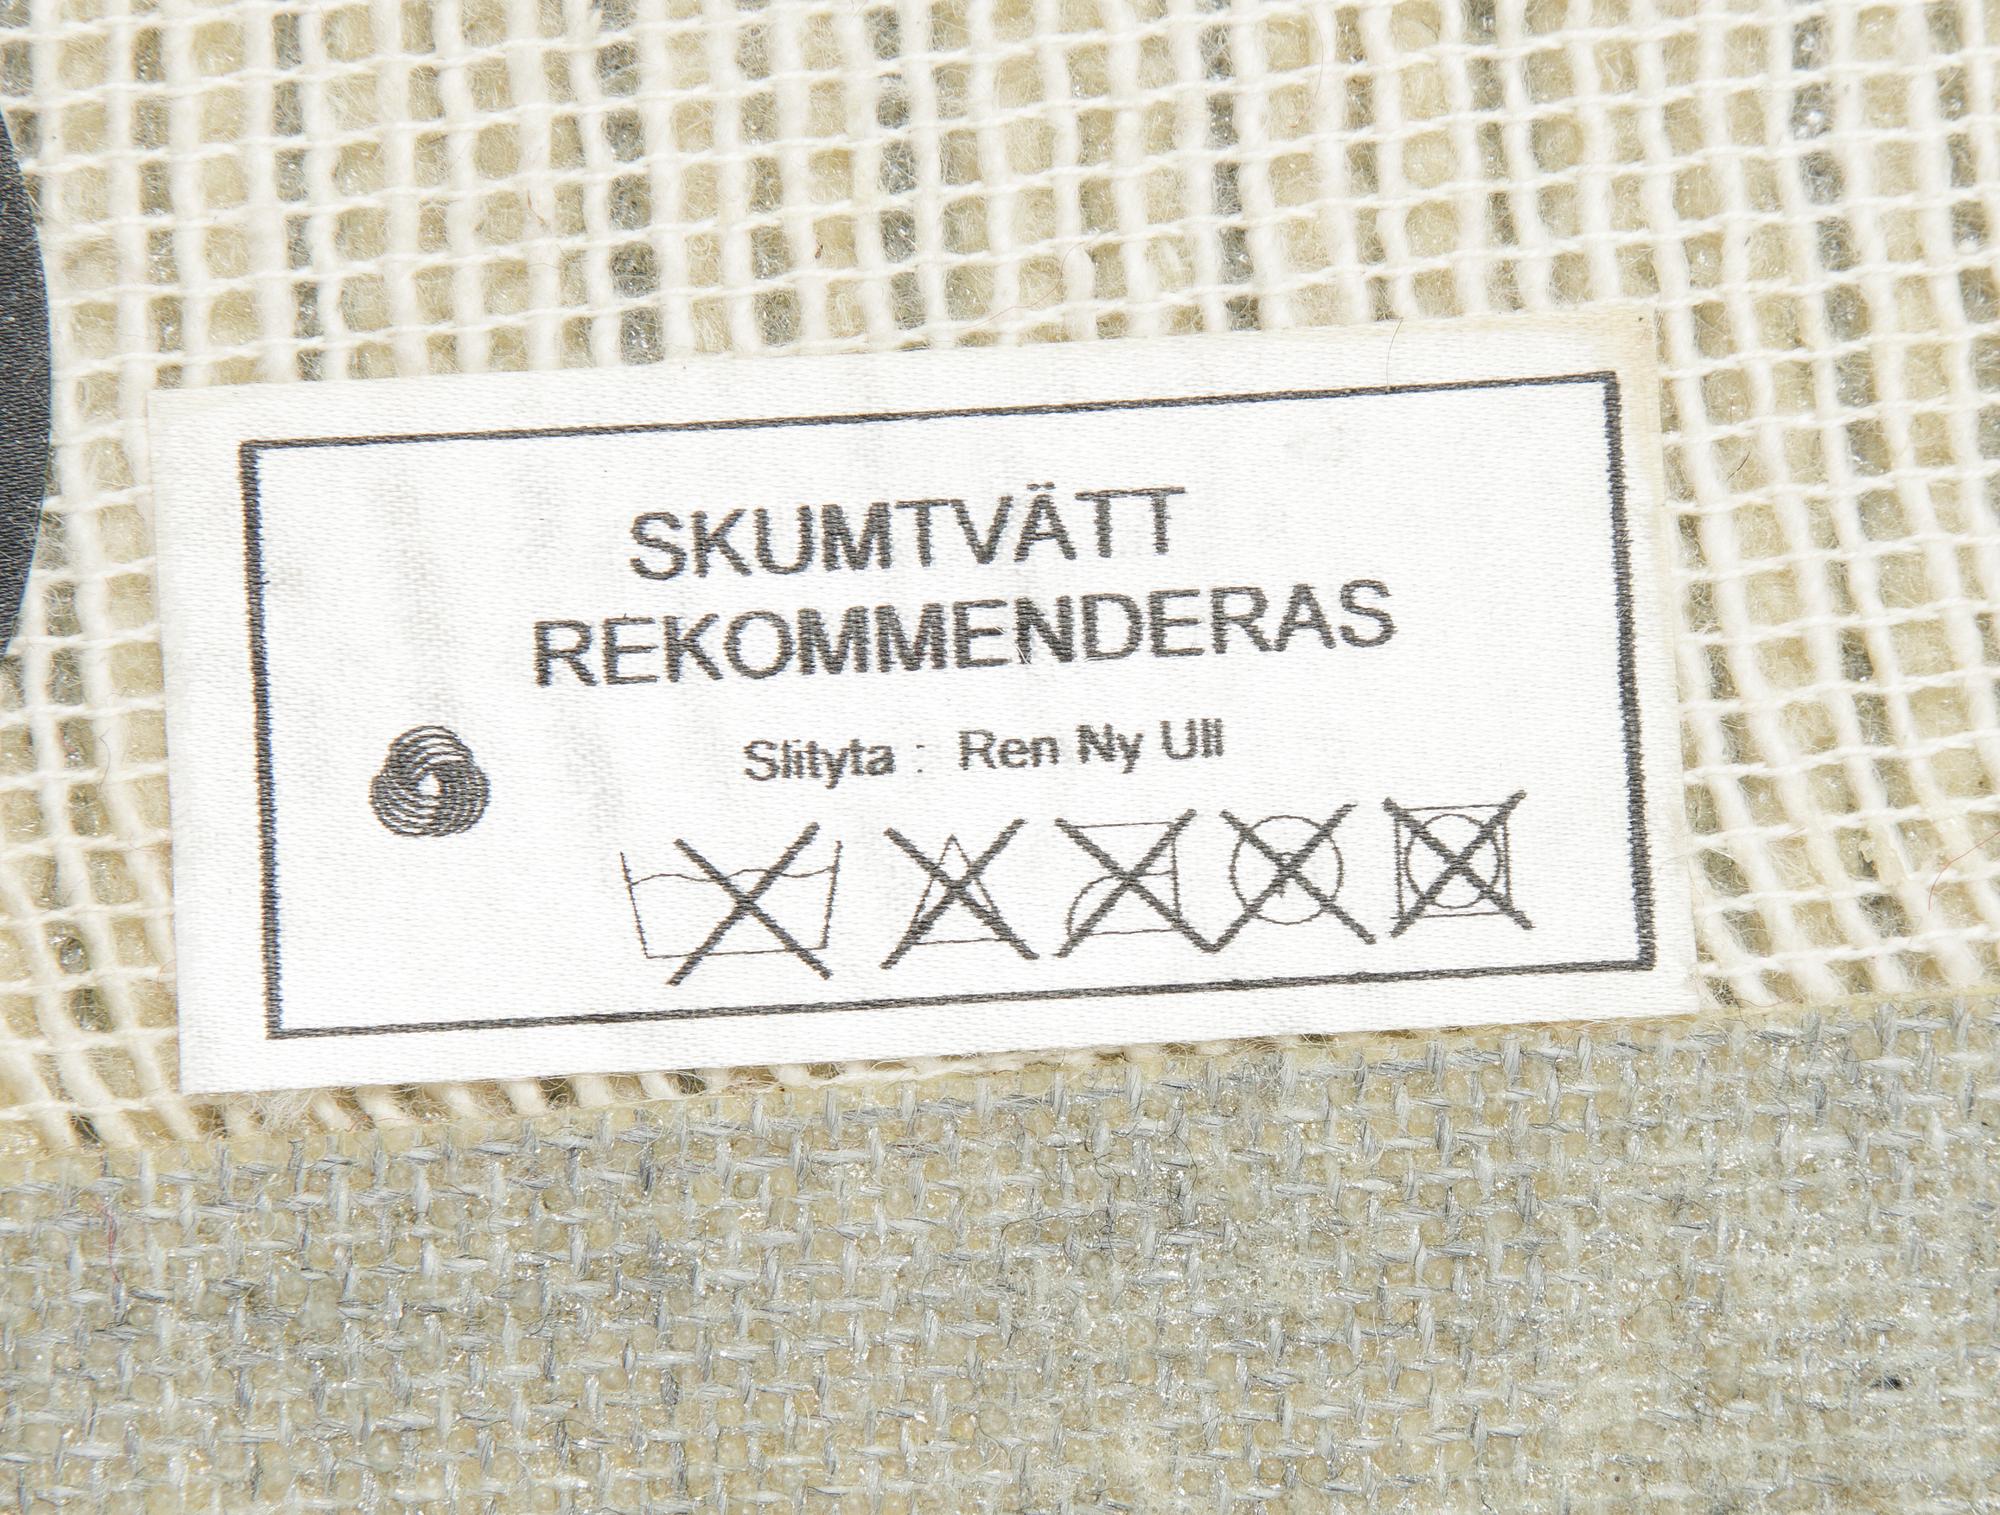 SKUMTVÄTT
REKOMMENDERAS
Slityta : Ren Ny Ull